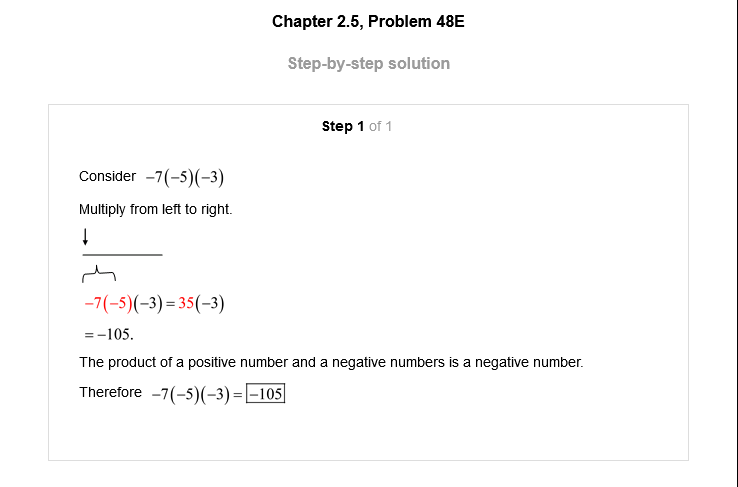 Chapter 2.5, Problem 48E
Step-by-step solution
Step 1 of 1
Consider −7(−5)(−3)
Multiply from left to right.
−7(−5)(−3) = 35(−3)
= −105.
The product of a positive number and a negative numbers is a negative number.
Therefore −7(−5)(−3) = −105